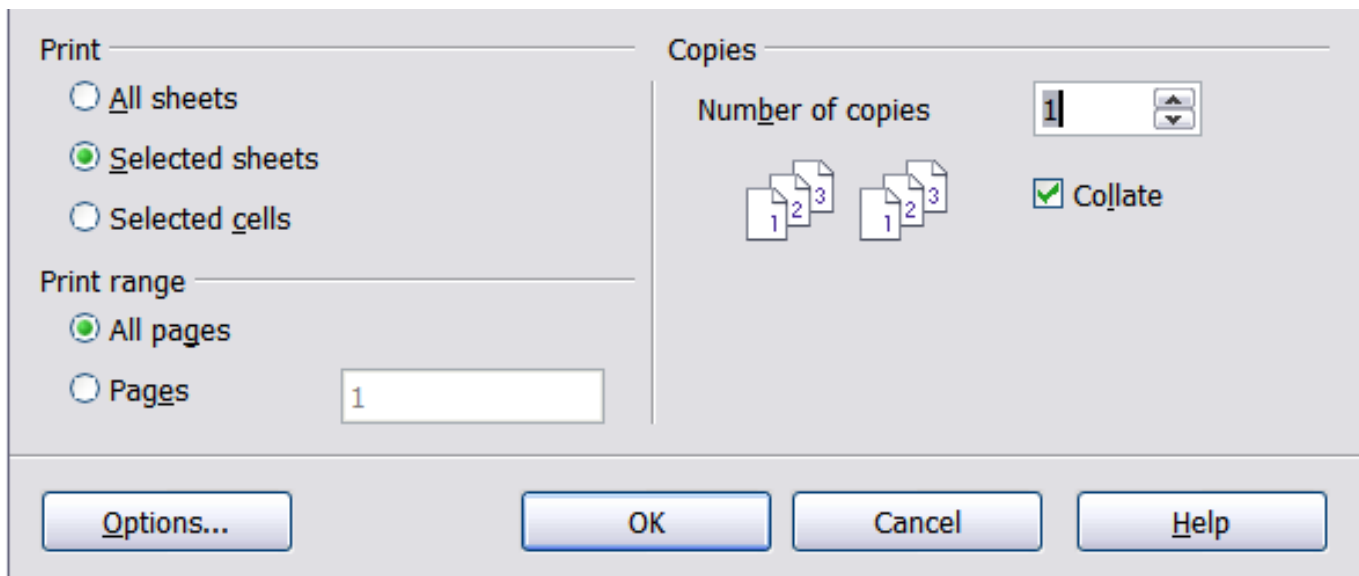 Print
All sheets
Selected sheets
Selected cells
Print range
All pages
Pages
1
Copies
Number of copies
1
1 2 3 1 2 3
Collate
Options...
OK
Cancel
Help